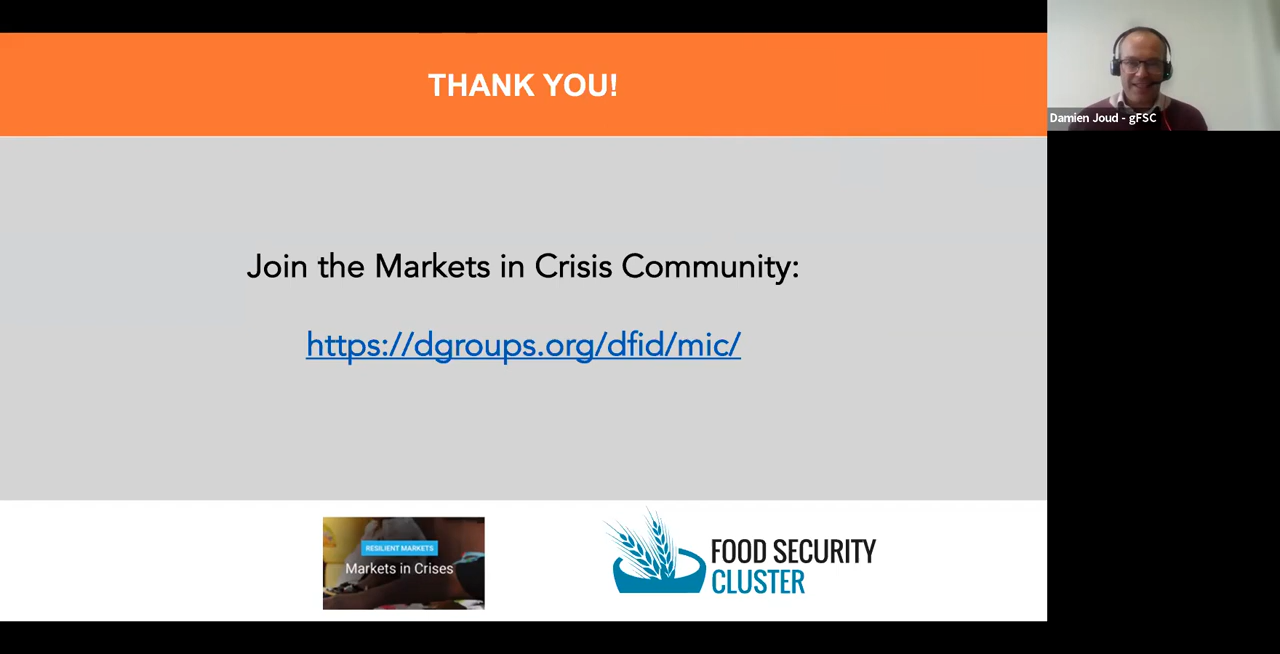 THANK YOU!
Damien Joud - gFSC
Join the Markets in Crisis Community:
https://dgroups.org/dfid/mic/
RESILIENT MARKETS
Markets in Crises
FOOD SECURITY
CLUSTER